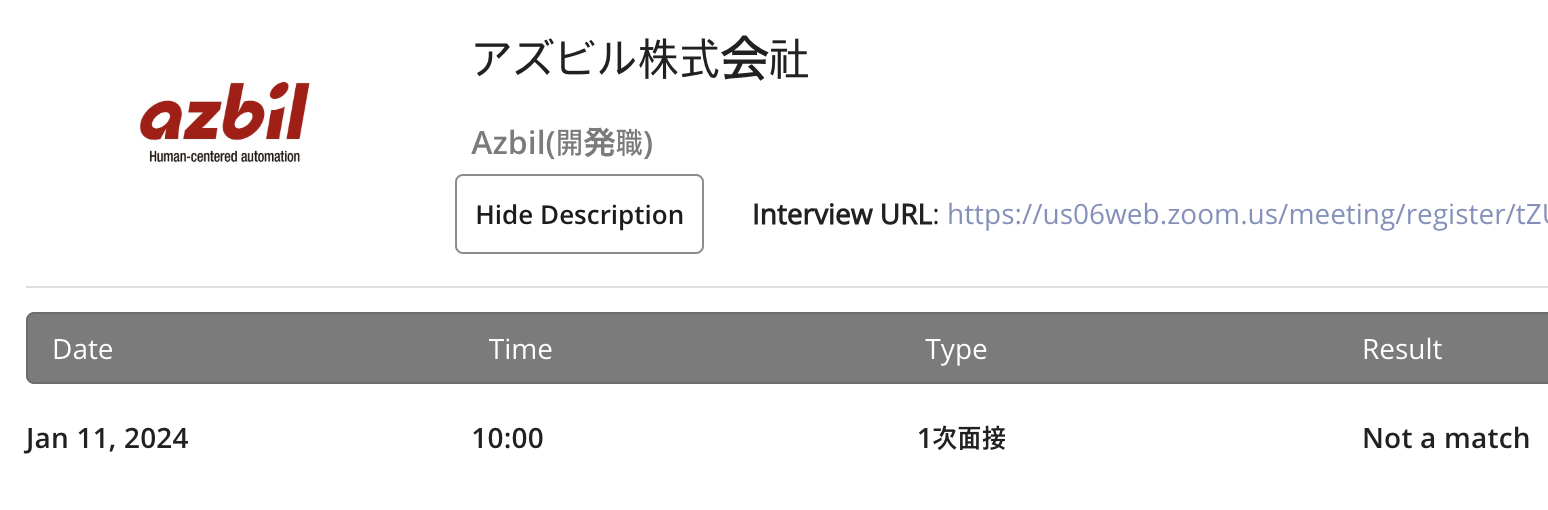 アズビル株式会社
azbil
Human-centered automation
Azbil(開発職)
Hide Description
Interview URL: https://us06web.zoom.us/meeting/register/tZ
Date Time Type Result
Jan 11, 2024 10:00 1次面接 Not a match